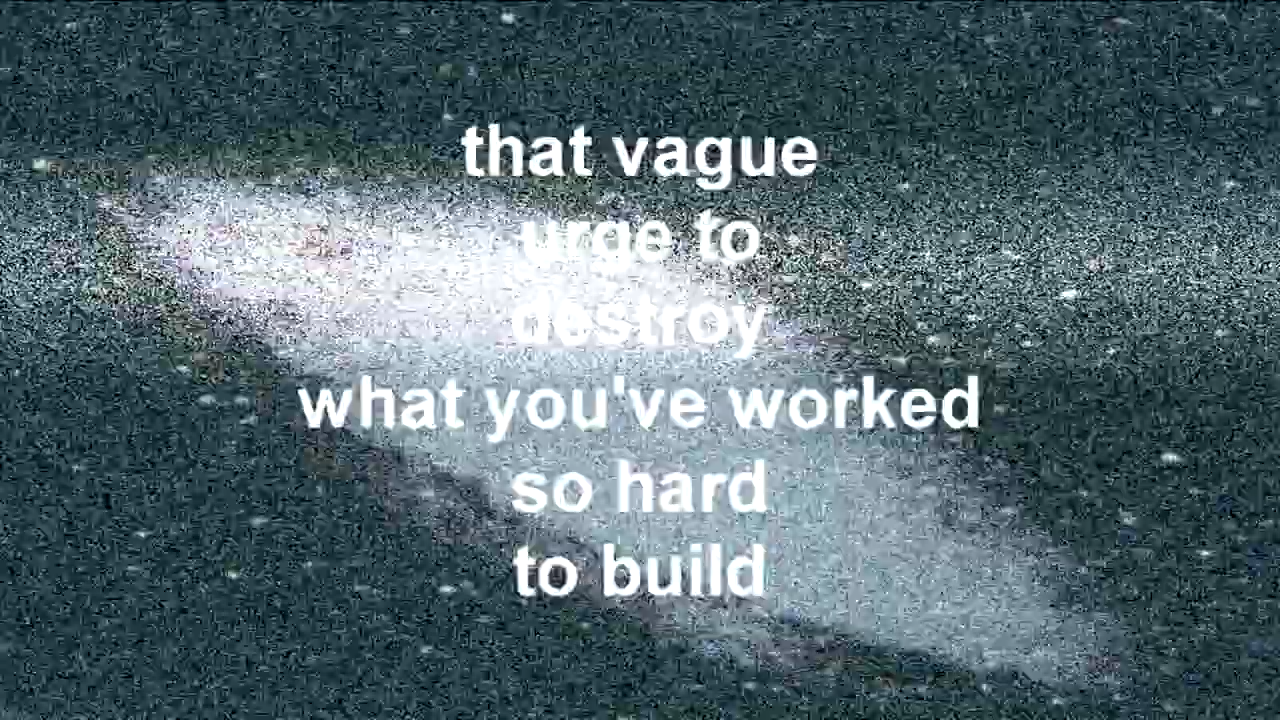 that vague
urge to
destroy
what you've worked
so hard
to build